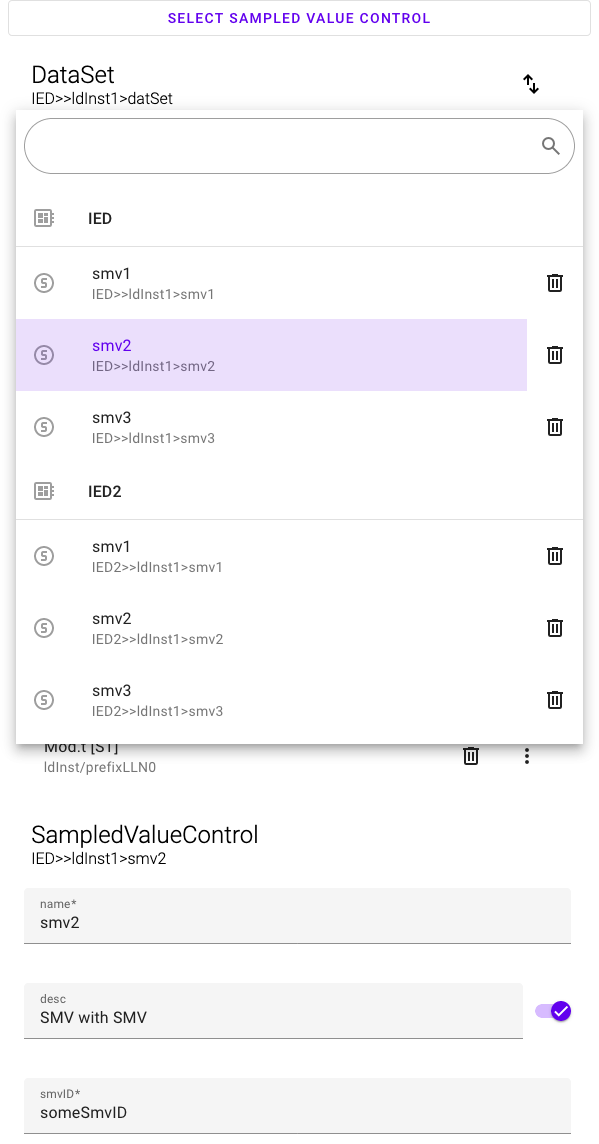 SELECT SAMPLED VALUE CONTROL
DataSet
IED>>ldInst1>datSet
IED
smv1
IED>>ldInst1>smv1
smv2
IED>>ldInst1>smv2
smv3
IED>>ldInst1>smv3
IED2
smv1
IED2>>ldInst1>smv1
smv2
IED2>>ldInst1>smv2
smv3
IED2>>ldInst1>smv3
Mod.t [ST]
ldInst/prefixLLN0
SampledValueControl
IED>>ldInst1>smv2
name*
smv2
desc
SMV with SMV
smvID*
someSmvID